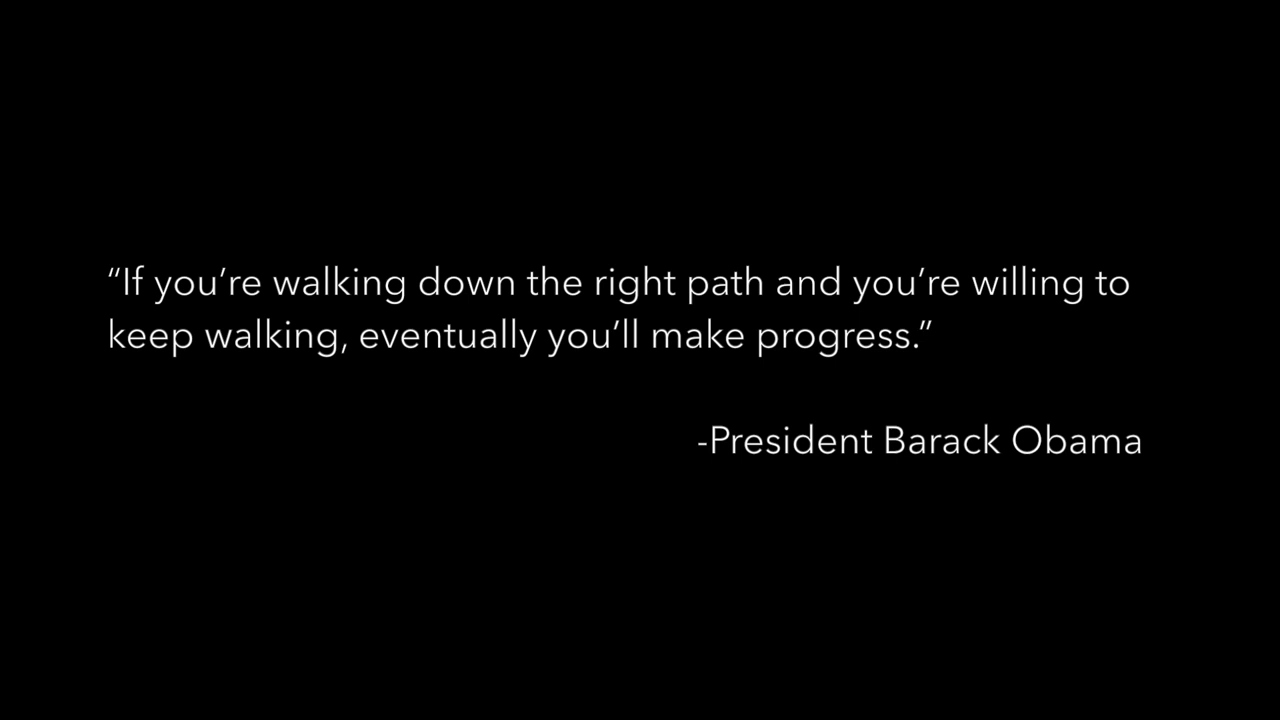 “If you’re walking down the right path and you’re willing to
keep walking, eventually you’ll make progress.”
-President Barack Obama